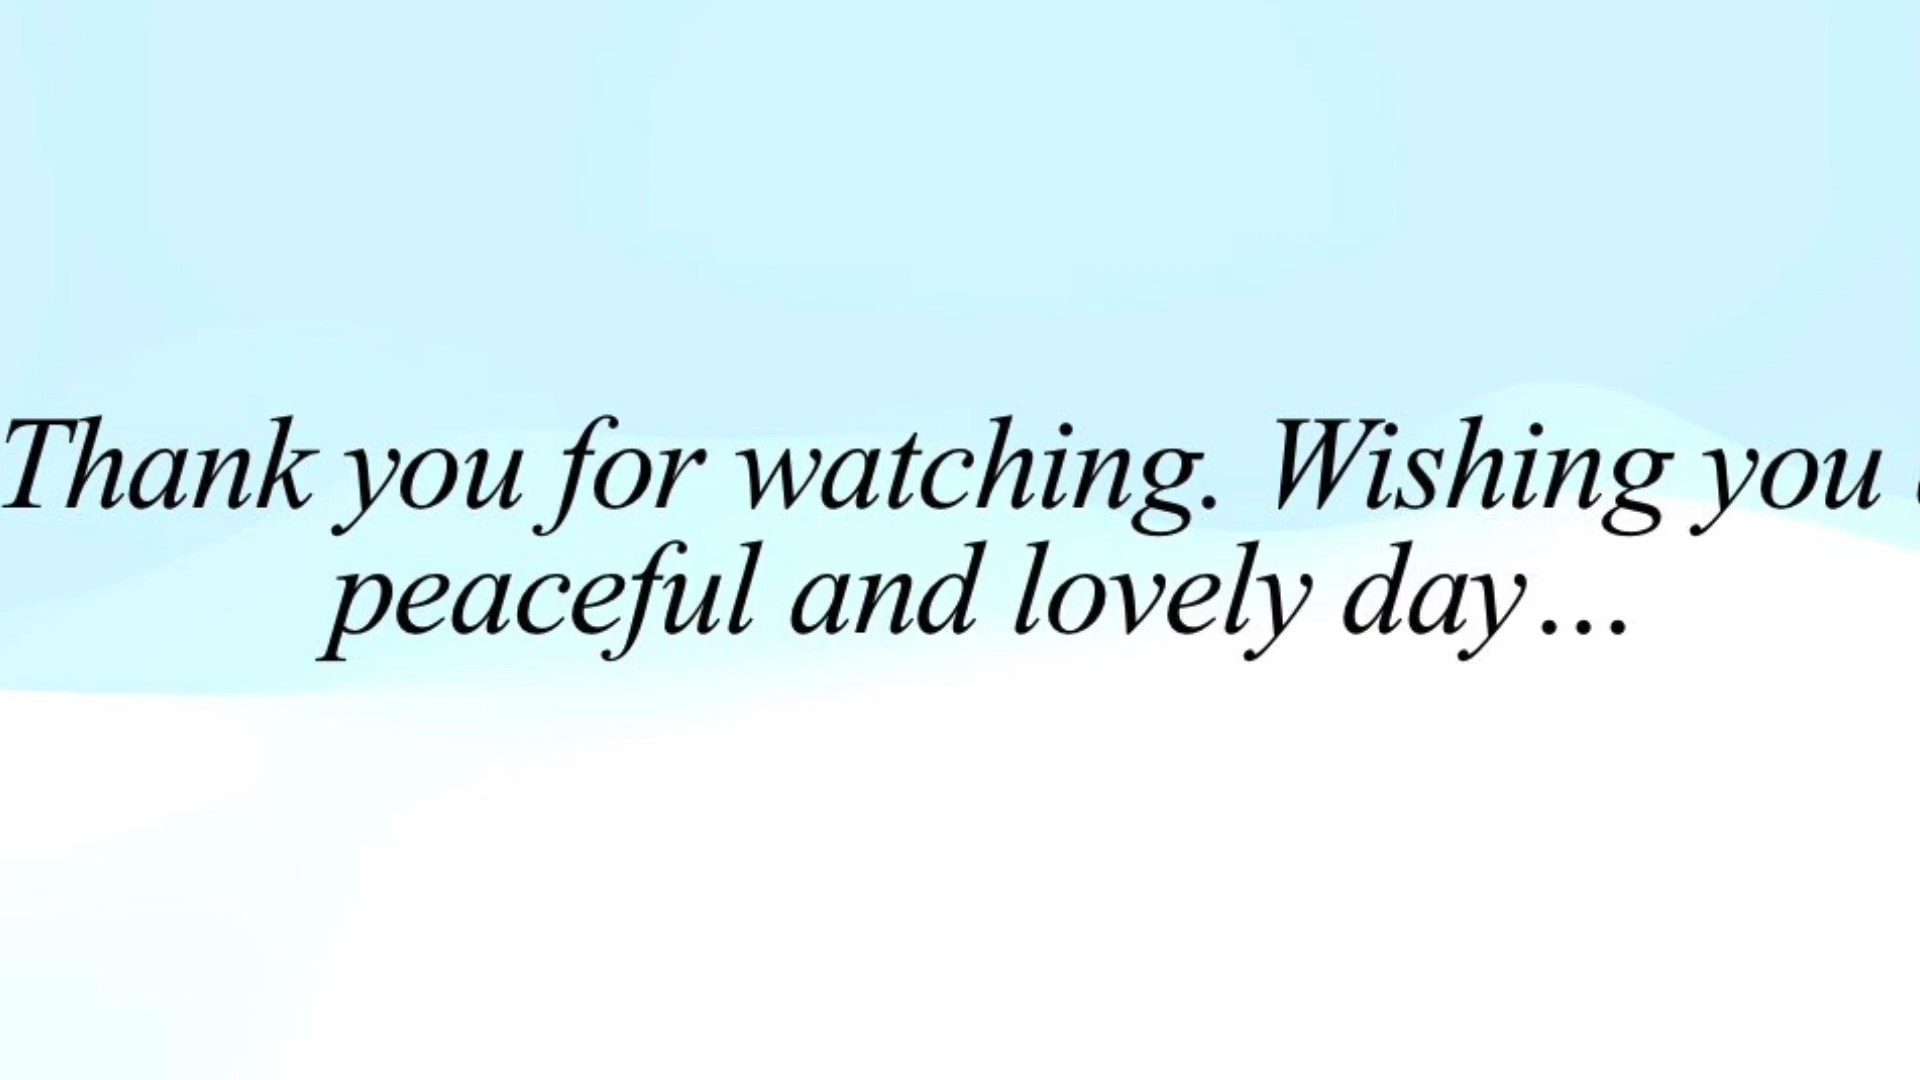 Thank you for watching. Wishing you
peaceful and lovely day...